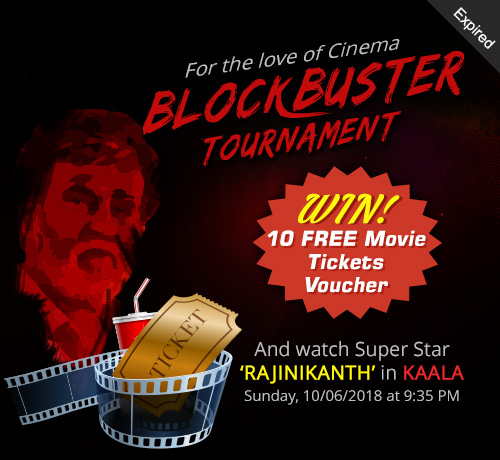 Expired
For the love of Cinema
BLOCKBUSTER
TOURNAMENT
WIN!
10 FREE Movie
Tickets
Voucher
TICKET
And watch Super Star
‘RAJINIKANTH’ in KAALA
Sunday, 10/06/2018 at 9:35 PM